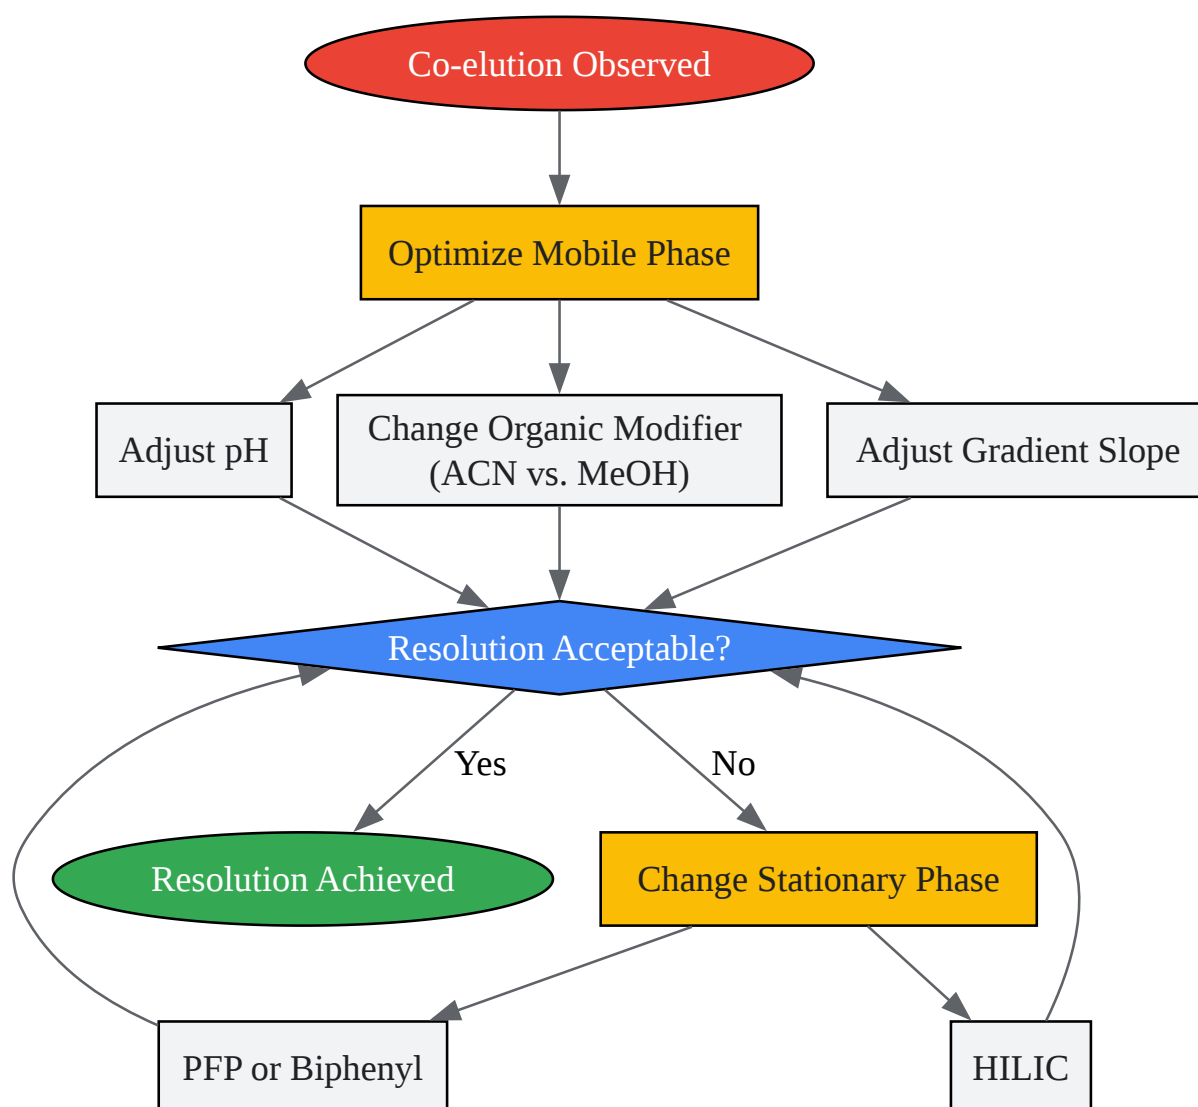 Co-elution Observed
Optimize Mobile Phase
Adjust pH
Change Organic Modifier
(ACN vs. MeOH)
Adjust Gradient Slope
Resolution Acceptable?
Yes
No
Resolution Achieved
Change Stationary Phase
PFP or Biphenyl
HILIC